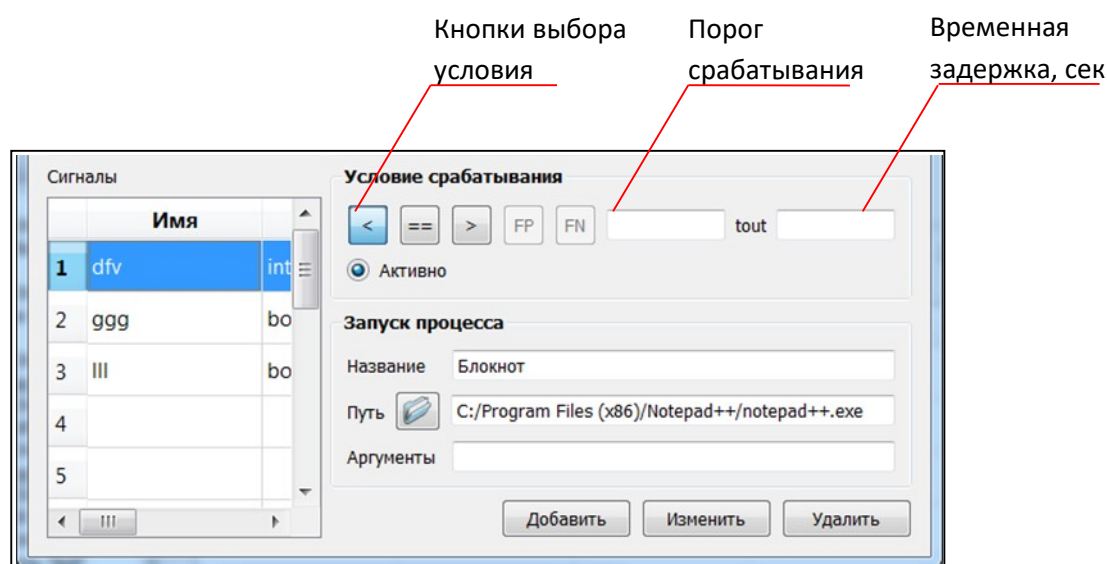 Кнопки выбора
условия
Порог
срабатывания
Временная
задержка, сек
Сигналы
Имя
1 dfv int
2 ggg bo
3 lll bo
4
5
Условие срабатывания
< == > FP FN tout
Активно
Запуск процесса
Название Блокнот
Путь C:/Program Files (x86)/Notepad++/notepad++.exe
Аргументы
Добавить Изменить Удалить